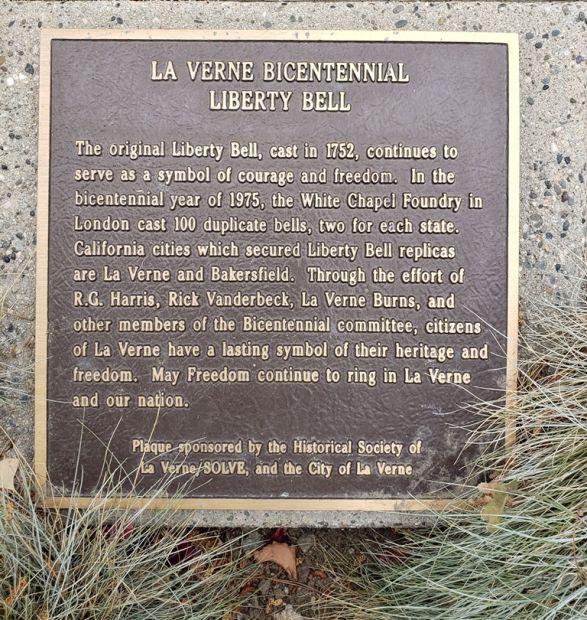 LA VERNE BICENTENNIAL
LIBERTY BELL
The original Liberty Bell, cast in 1752, continues to
serve as a symbol of courage and freedom. In the
bicentennial year of 1975, the White Chapel Foundry in
London cast 100 duplicate bells, two for each state.
California cities which secured Liberty Bell replicas
are La Verne and Bakersfield. Through the effort of
R.G. Harris, Rick Vanderbeck, La Verne Burns, and
other members of the Bicentennial committee, citizens
of La Verne have a lasting symbol of their heritage and
freedom. May Freedom continue to ring in La Verne
and our nation.
Plaque sponsored by the Historical Society of
La Verne/SOLVE, and the City of La Verne